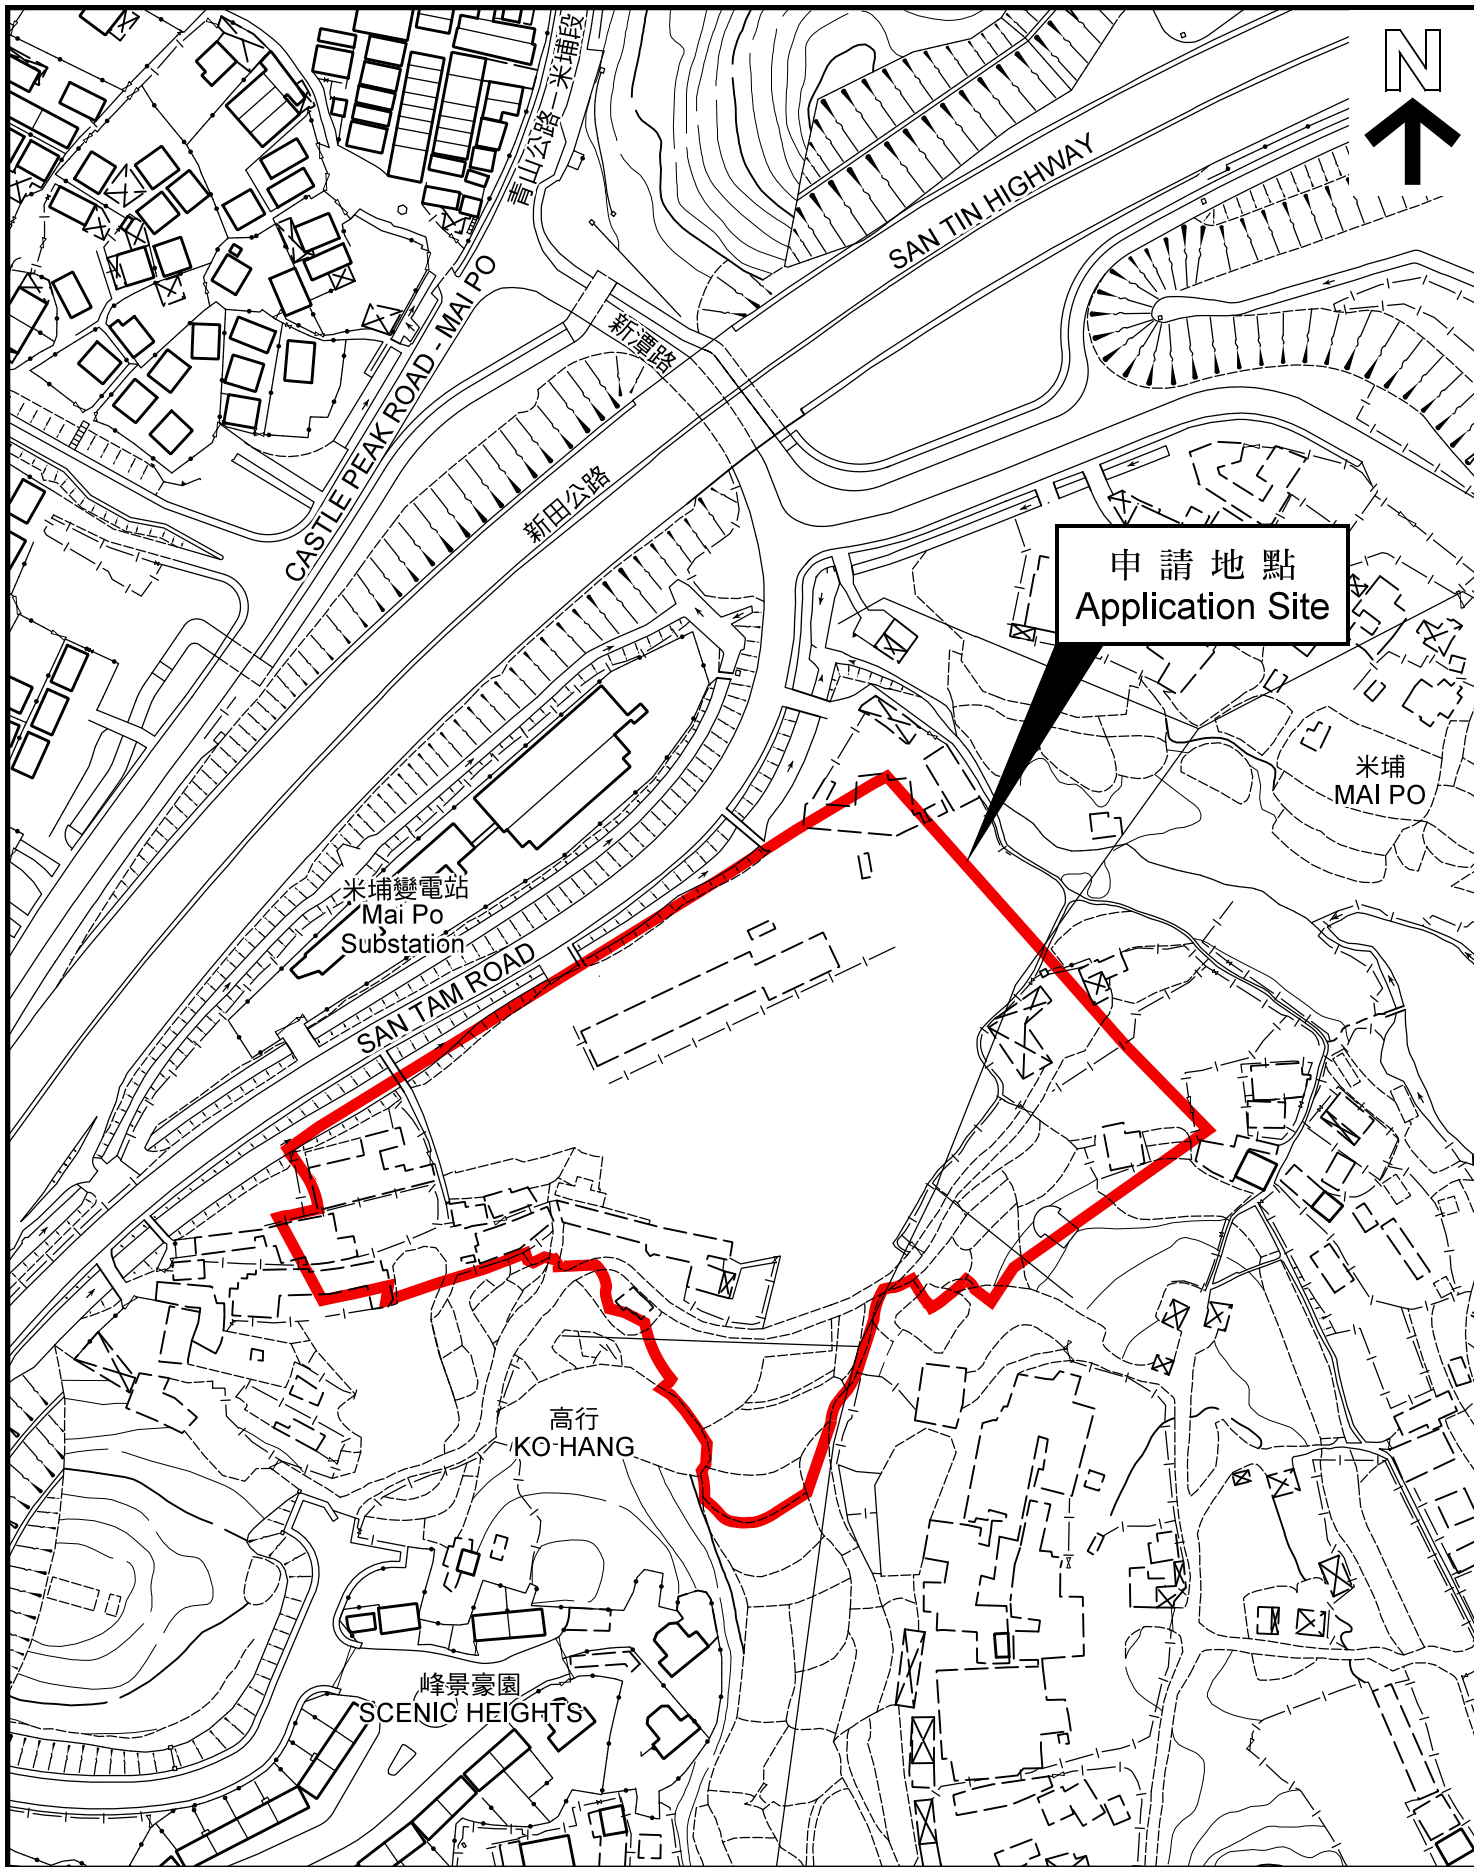 N
青山公路－米埔段
CASTLE PEAK ROAD - MAI PO
SAN TIN HIGHWAY
新潭路
新田公路
申請地點
Application Site
米埔
MAI PO
米埔變電站
Mai Po
Substation
SAN TAM ROAD
高行
KO HANG
峰景豪園
SCENIC HEIGHTS